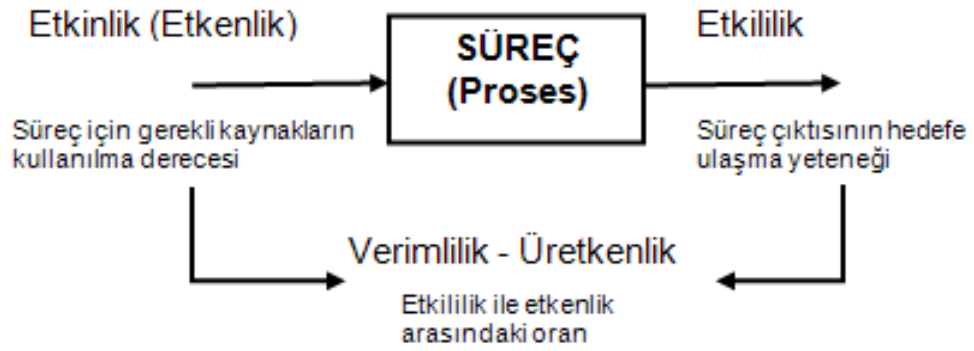 Etkinlik (Etkenlik)
SÜREÇ
(Proses)
Etkililik
Süreç için gerekli kaynakların
kullanılma derecesi
Süreç çıktısının hedefe
ulaşma yeteneği
Verimlilik - Üretkenlik
Etkililik ile etkenlik
arasındaki oran